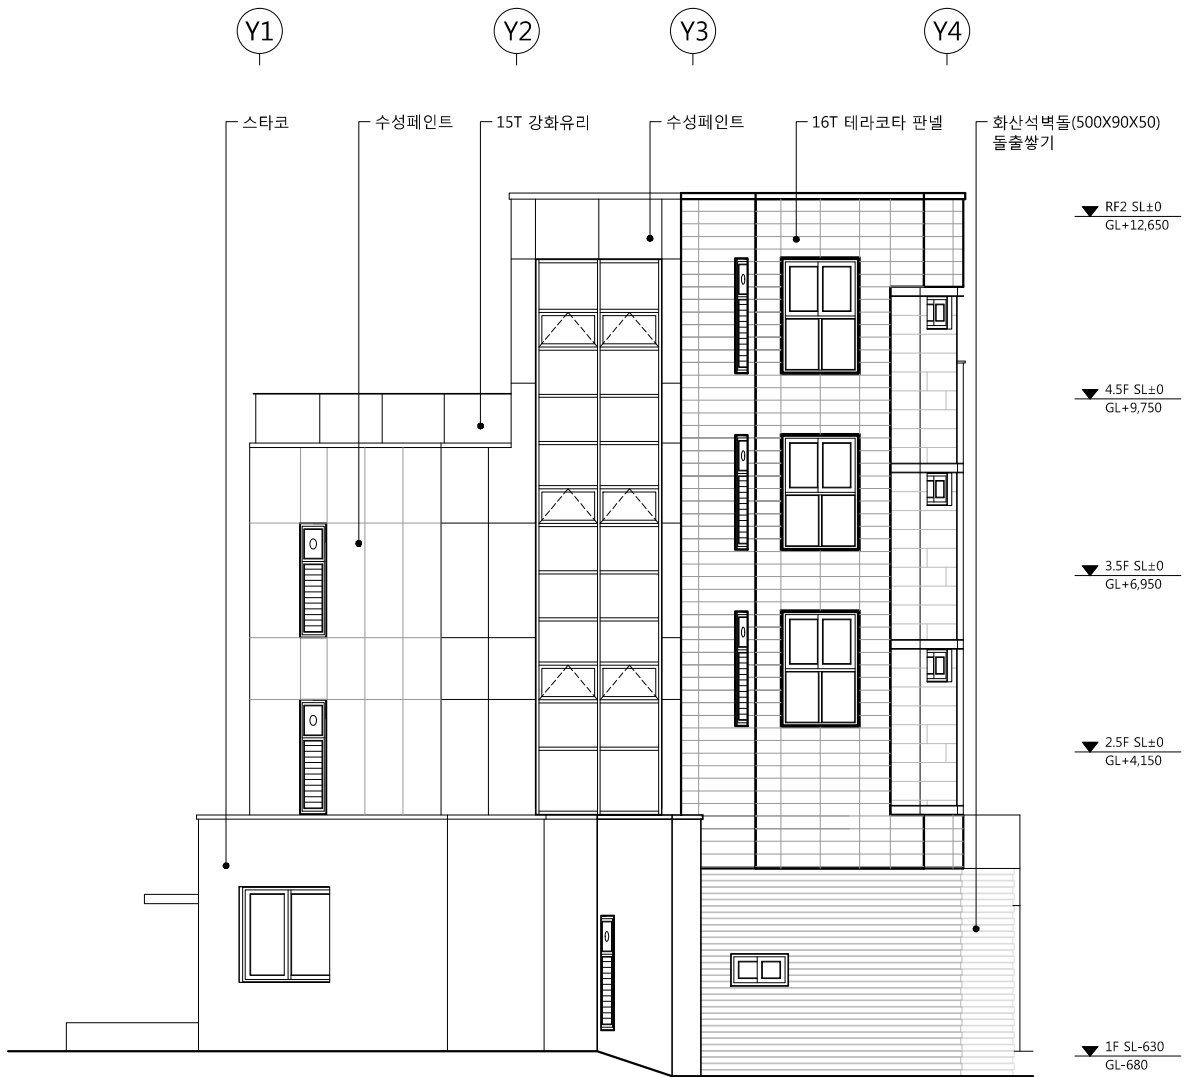 Y1
Y2
Y3
Y4
스타코
수성페인트
15T 강화유리
수성페인트
16T 테라코타 판넬
화산석벽돌(500X90X50)
돌출쌓기
RF2 SL±0
GL+12,650
4.5F SL±0
GL+9,750
3.5F SL±0
GL+6,950
2.5F SL±0
GL+4,150
1F SL-630
GL-680